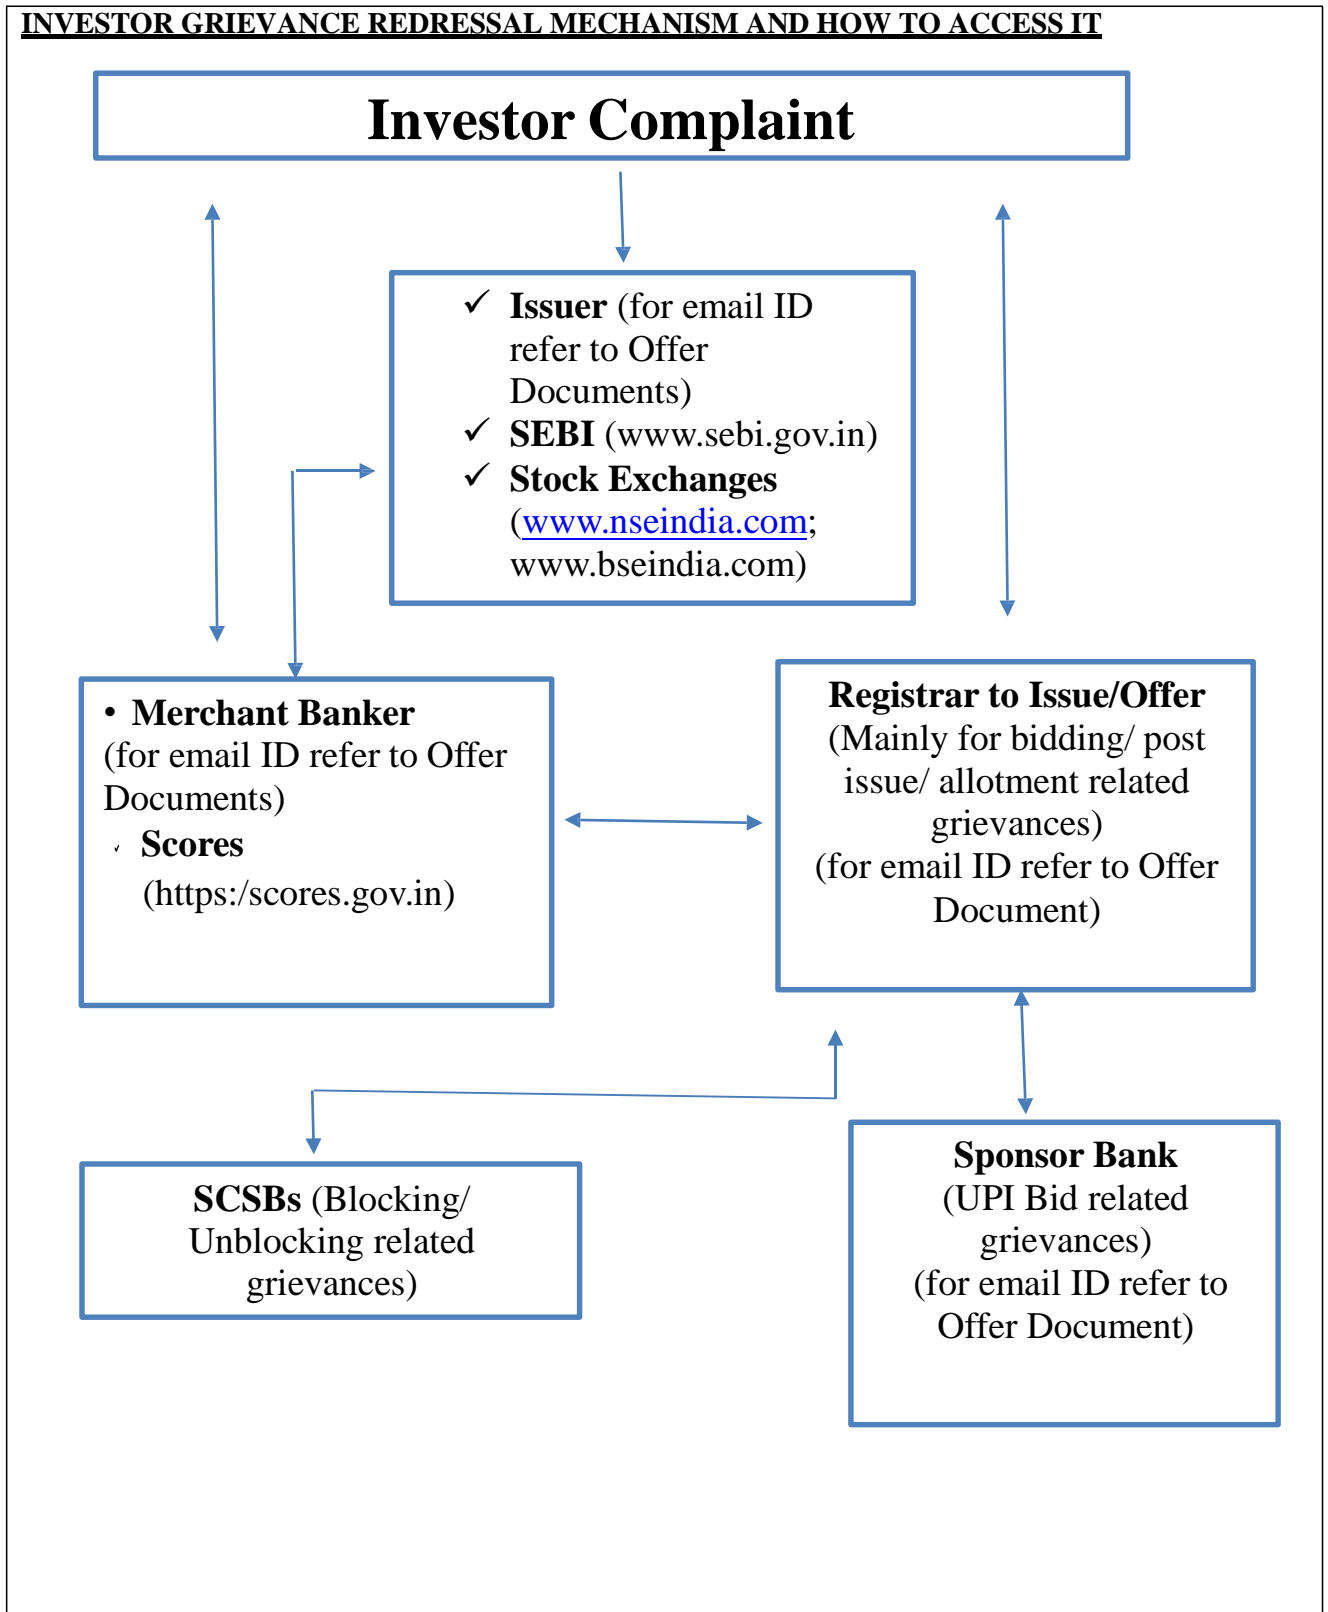 INVESTOR GRIEVANCE REDRESSAL MECHANISM AND HOW TO ACCESS IT
Investor Complaint
✓ Issuer (for email ID
refer to Offer
Documents)
✓ SEBI (www.sebi.gov.in)
✓ Stock Exchanges
(www.nseindia.com;
www.bseindia.com)
• Merchant Banker
(for email ID refer to Offer
Documents)
✓ Scores
(https:/scores.gov.in)
Registrar to Issue/Offer
(Mainly for bidding/ post
issue/ allotment related
grievances)
(for email ID refer to Offer
Document)
SCSBs (Blocking/
Unblocking related
grievances)
Sponsor Bank
(UPI Bid related
grievances)
(for email ID refer to
Offer Document)